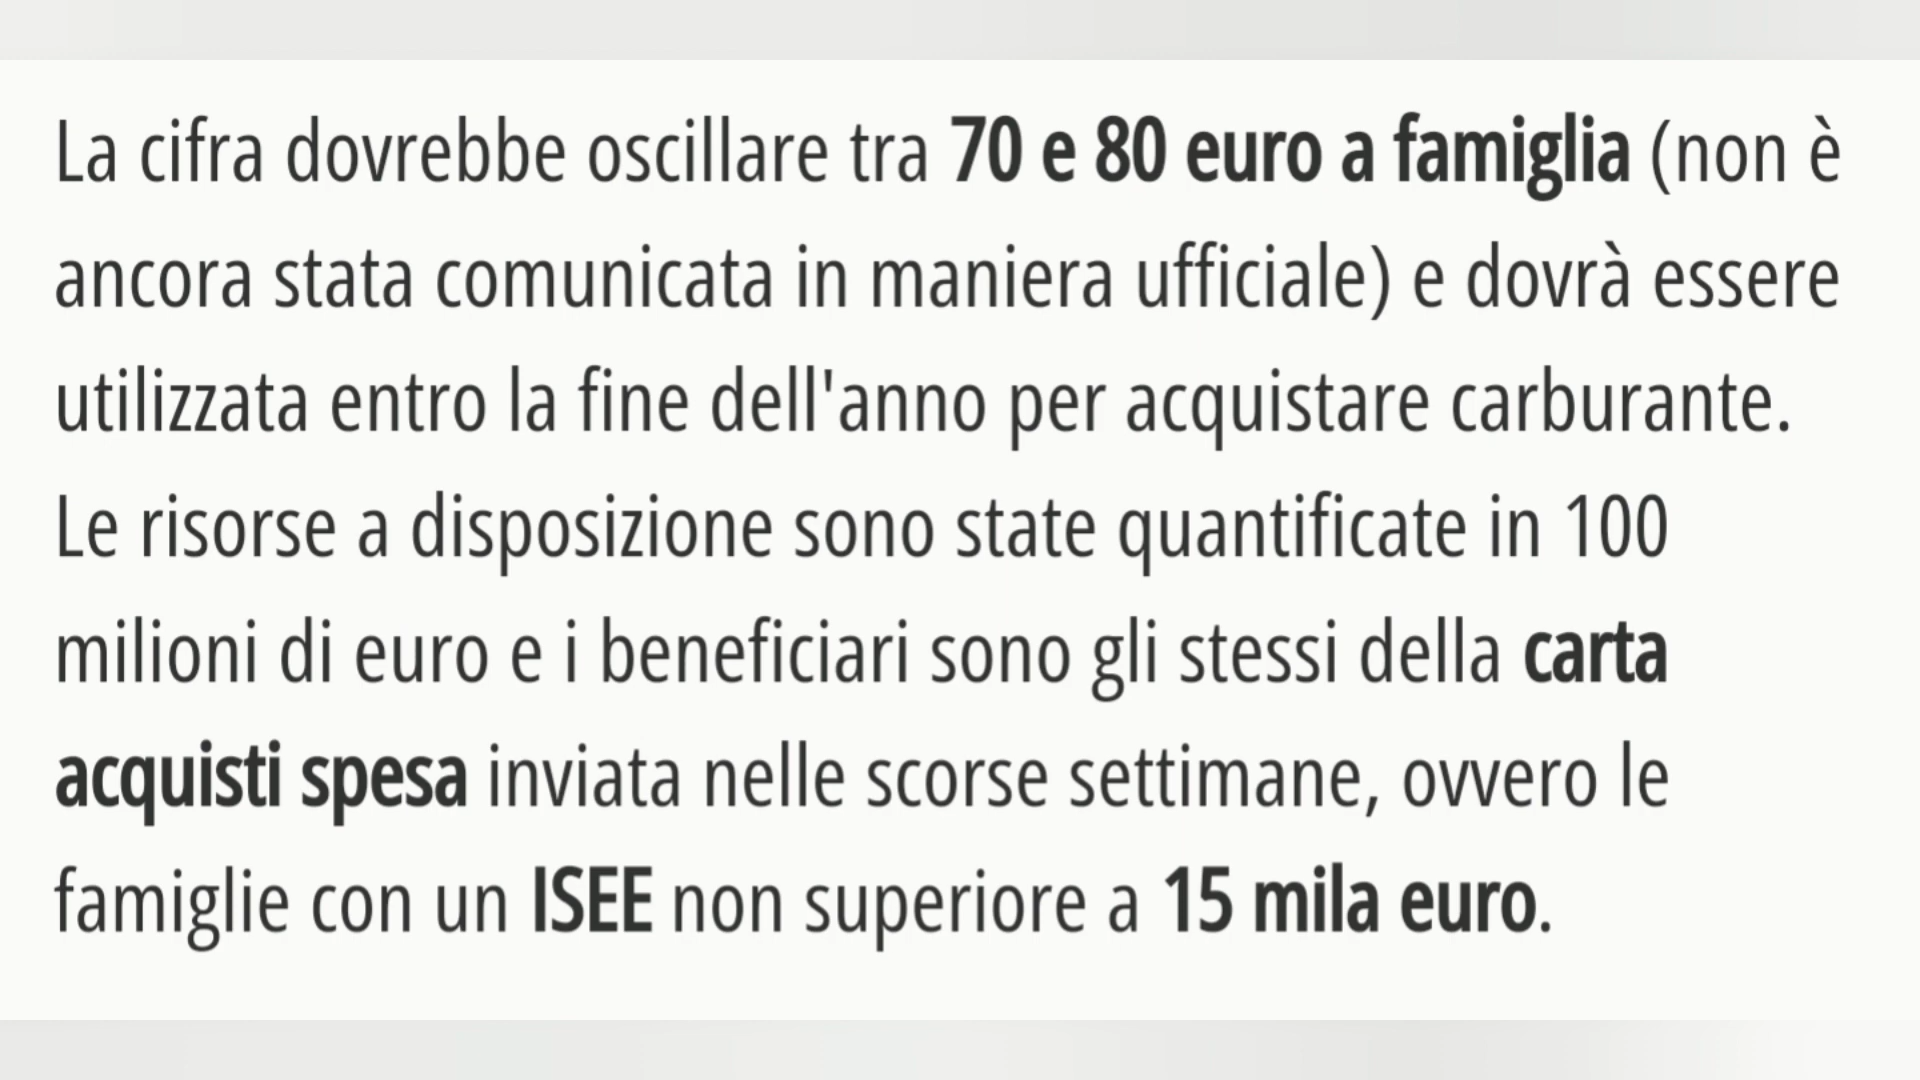 La cifra dovrebbe oscillare tra 70 e 80 euro a famiglia (non è
ancora stata comunicata in maniera ufficiale) e dovrà essere
utilizzata entro la fine dell'anno per acquistare carburante.
Le risorse a disposizione sono state quantificate in 100
milioni di euro e i beneficiari sono gli stessi della carta
acquisti spesa inviata nelle scorse settimane, ovvero le
famiglie con un ISEE non superiore a 15 mila euro.